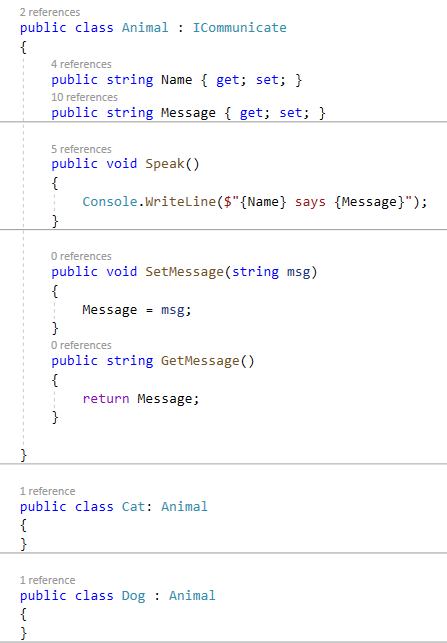 2 references
public class Animal : ICommunicate
{
4 references
public string Name { get; set; }
10 references
public string Message { get; set; }
5 references
public void Speak()
{
Console.WriteLine($"{Name} says {Message}");
}
0 references
public void SetMessage(string msg)
{
Message = msg;
}
0 references
public string GetMessage()
{
return Message;
}
}
1 reference
public class Cat: Animal
{
}
1 reference
public class Dog : Animal
{
}